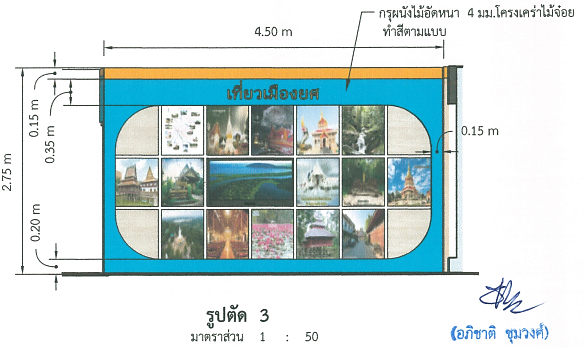 กรุผนังไม้อัดหนา 4 มม.โครงเคร่าไม้จ๋อย
ทำสีตามแบบ
4.50 m
เที่ยวเมืองยศ
0.15 m
0.35 m
0.15 m
2.75 m
0.20 m
รูปตัด 3
มาตราส่วน 1 : 50
(อภิชาติ ชุมวงศ์)